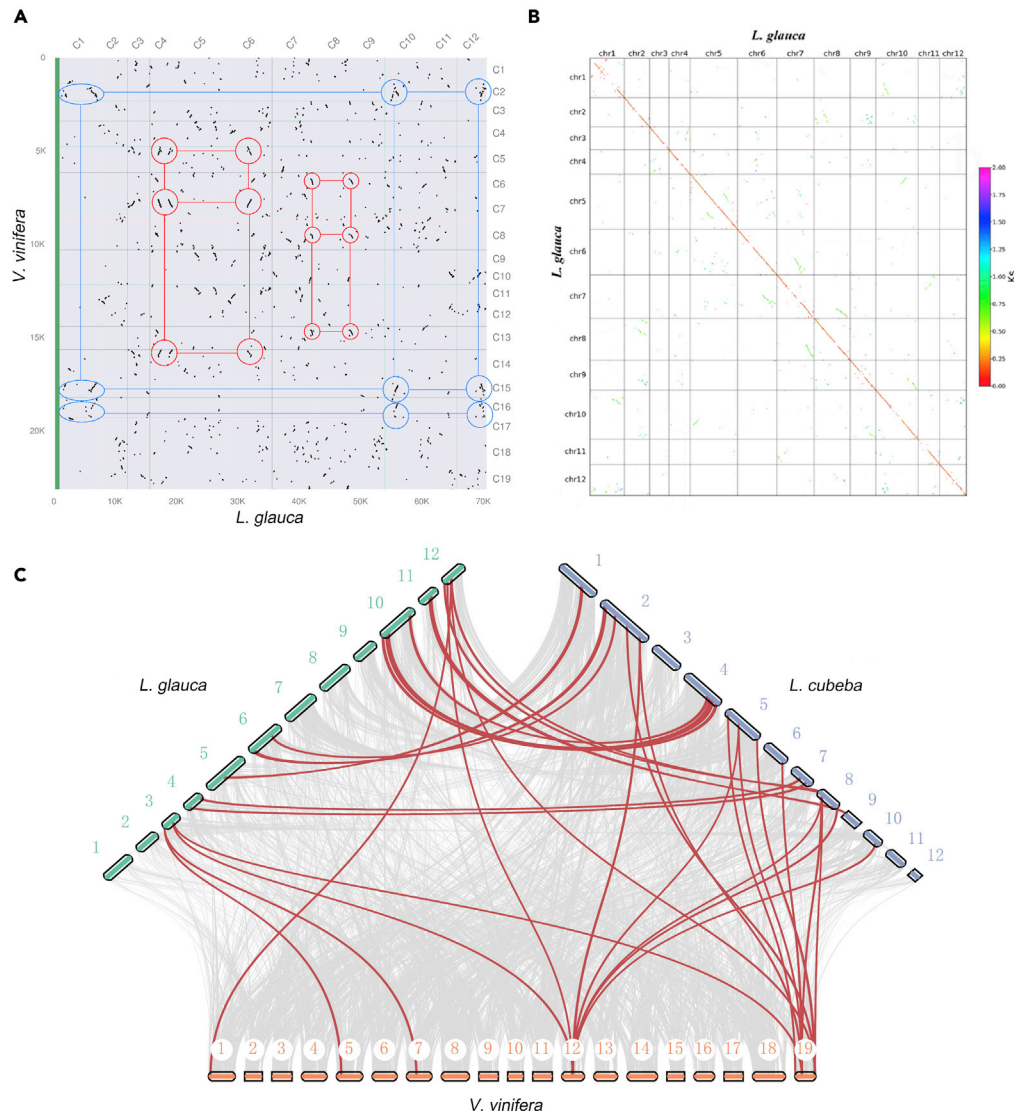 A
C1 C2 C3 C4 C5 C6 C7 C8 C9 C10 C11 C12
0
5K
10K
15K
20K
V. vinifera
C1
C2
C3
C4
C5
C6
C7
C8
C9
C10
C11
C12
C13
C14
C15
C16
C17
C18
C19
0 10K 20K 30K 40K 50K 60K 70K
L. glauca
B
L. glauca
chr1 chr2 chr3 chr4 chr5 chr6 chr7 chr8 chr9 chr10 chr11 chr12
chr1
chr2
chr3
chr4
chr5
chr6
chr7
chr8
chr9
chr10
chr11
chr12
L. glauca
2.00
1.75
1.50
1.25
1.00
0.75
0.50
0.25
0.00
Ks
C
12
11
10
9
8
7
6
5
4
3
2
1
L. glauca
1
2
3
4
5
6
7
8
9
10
11
12
L. cubeba
1 2 3 4 5 6 7 8 9 10 11 12 13 14 15 16 17 18 19
V. vinifera